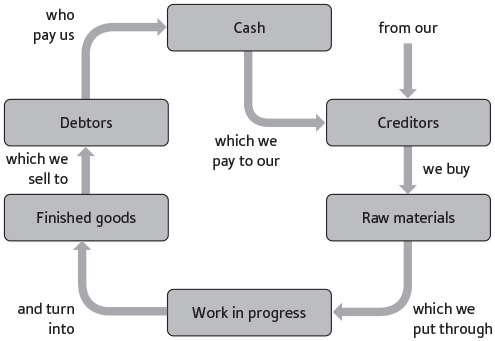 who
pay us
Cash
from our
Debtors
Creditors
which we
pay to our
which we
sell to
we buy
Finished goods
Raw materials
and turn
into
Work in progress
which we
put through